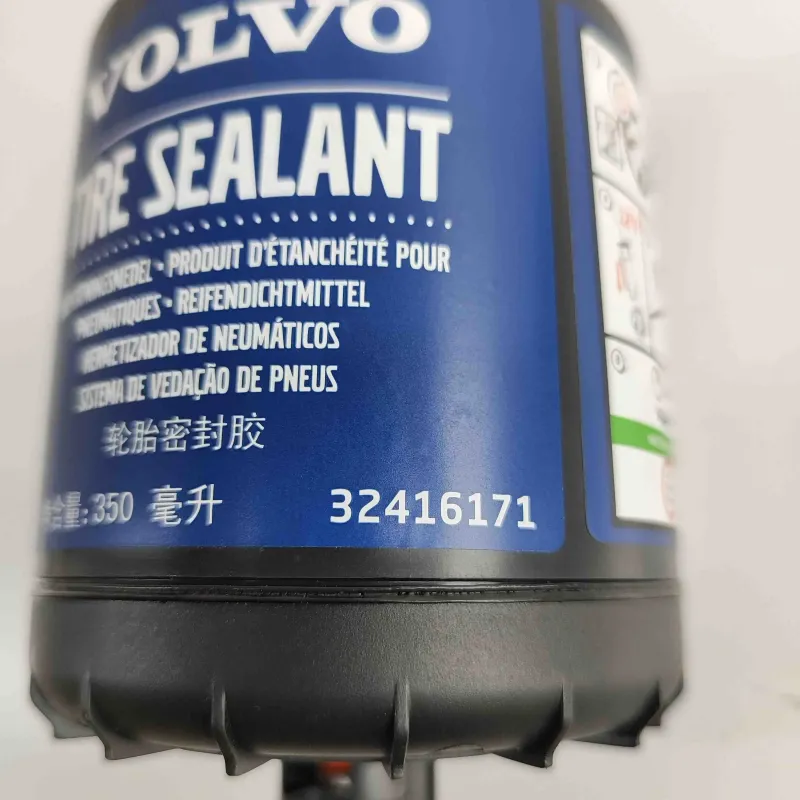 VOLVO
TIRE SEALANT
PRODUIT D'ÉTANCHÉITÉ POUR
PNEUMATIQUES - REIFENDICHTMITTEL
HERMETIZADOR DE NEUMÁTICOS
SISTEMA DE VEDAÇÃO DE PNEUS
轮胎密封胶
含量: 350 毫升
32416171